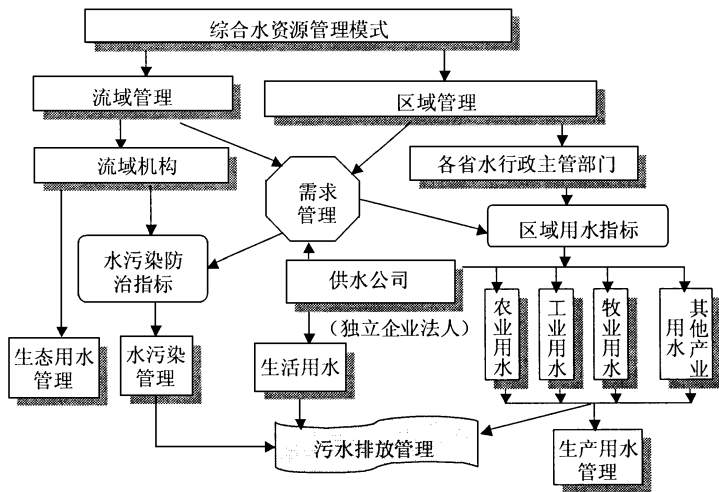 综合水资源管理模式
流域管理
区域管理
流域机构
需求
管理
各省水行政主管部门
水污染防
治指标
区域用水指标
供水公司
(独立企业法人)
农业用水
工业用水
牧业用水
其他产业
用水
生态用水
管理
水污染
管理
生活用水
污水排放管理
生产用水
管理